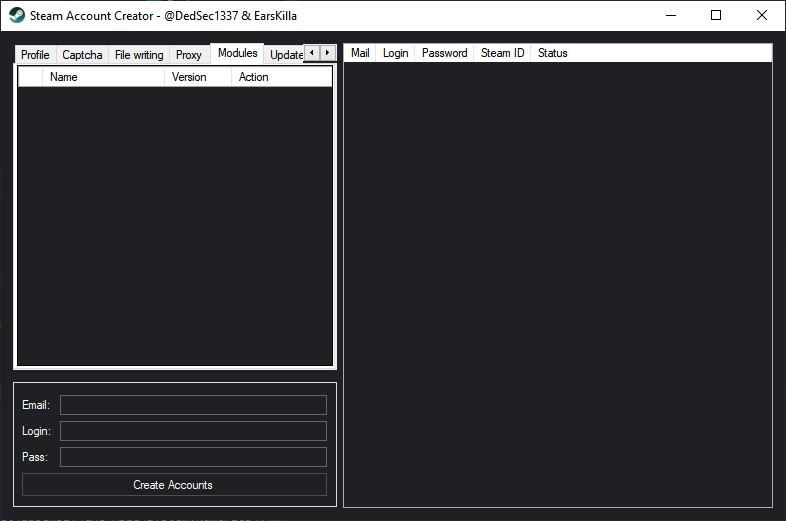 Steam Account Creator - @DedSec1337 & EarsKilla
Profile Captcha File writing Proxy Modules Update
Name Version Action
Mail Login Password Steam ID Status
Email:
Login:
Pass:
Create Accounts